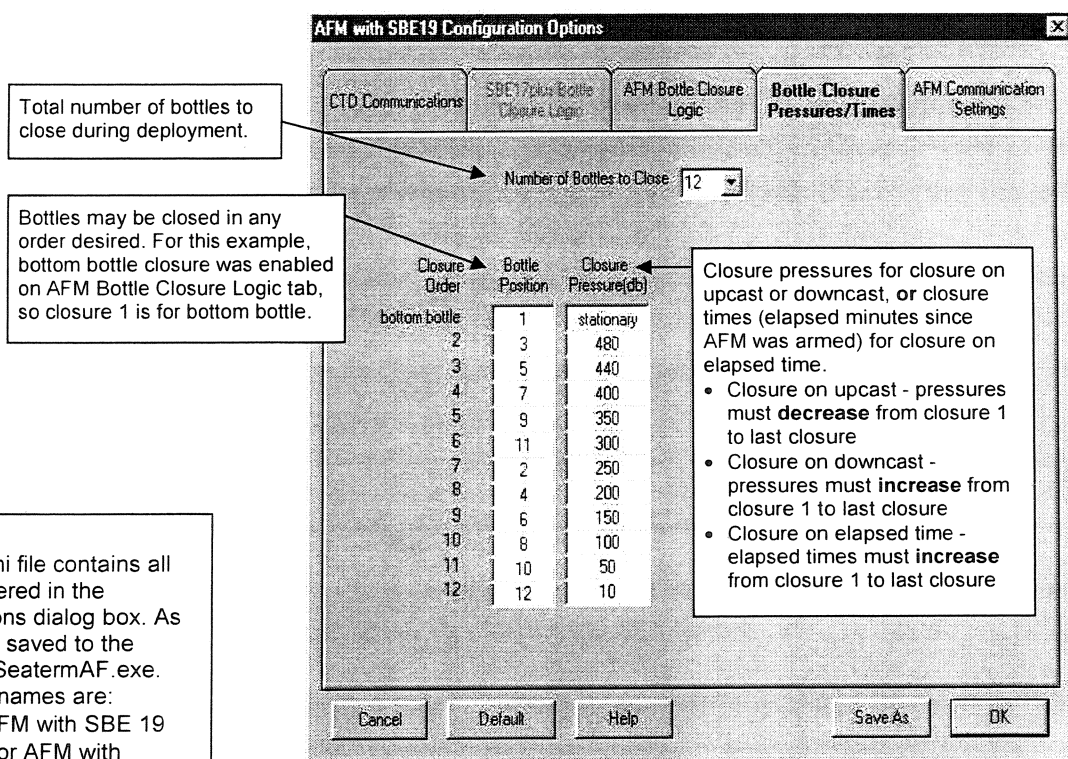 AFM with SBE19 Configuration Options
CTD Communications
SBE17plus Bottle
Closure Logic
AFM Bottle Closure
Logic
Bottle Closure
Pressures/Times
AFM Communication
Settings
Total number of bottles to
close during deployment.
Number of Bottles to Close 12
Bottles may be closed in any
order desired. For this example,
bottom bottle closure was enabled
on AFM Bottle Closure Logic tab,
so closure 1 is for bottom bottle.
Closure Bottle Closure
Order Position Pressure(db)
bottom bottle 1 stationary
2 3 480
3 5 440
4 7 400
5 9 350
6 11 300
7 2 250
8 4 200
9 6 150
10 8 100
11 10 50
12 12 10
Closure pressures for closure on
upcast or downcast, or closure
times (elapsed minutes since
AFM was armed) for closure on
elapsed time.
• Closure on upcast - pressures
must decrease from closure 1
to last closure
• Closure on downcast -
pressures must increase from
closure 1 to last closure
• Closure on elapsed time -
elapsed times must increase
from closure 1 to last closure
file contains all
in the
dialog box. As
saved to the
SeatermAF.exe.
names are:
with SBE 19
or AFM with
Cancel Default Help Save As OK